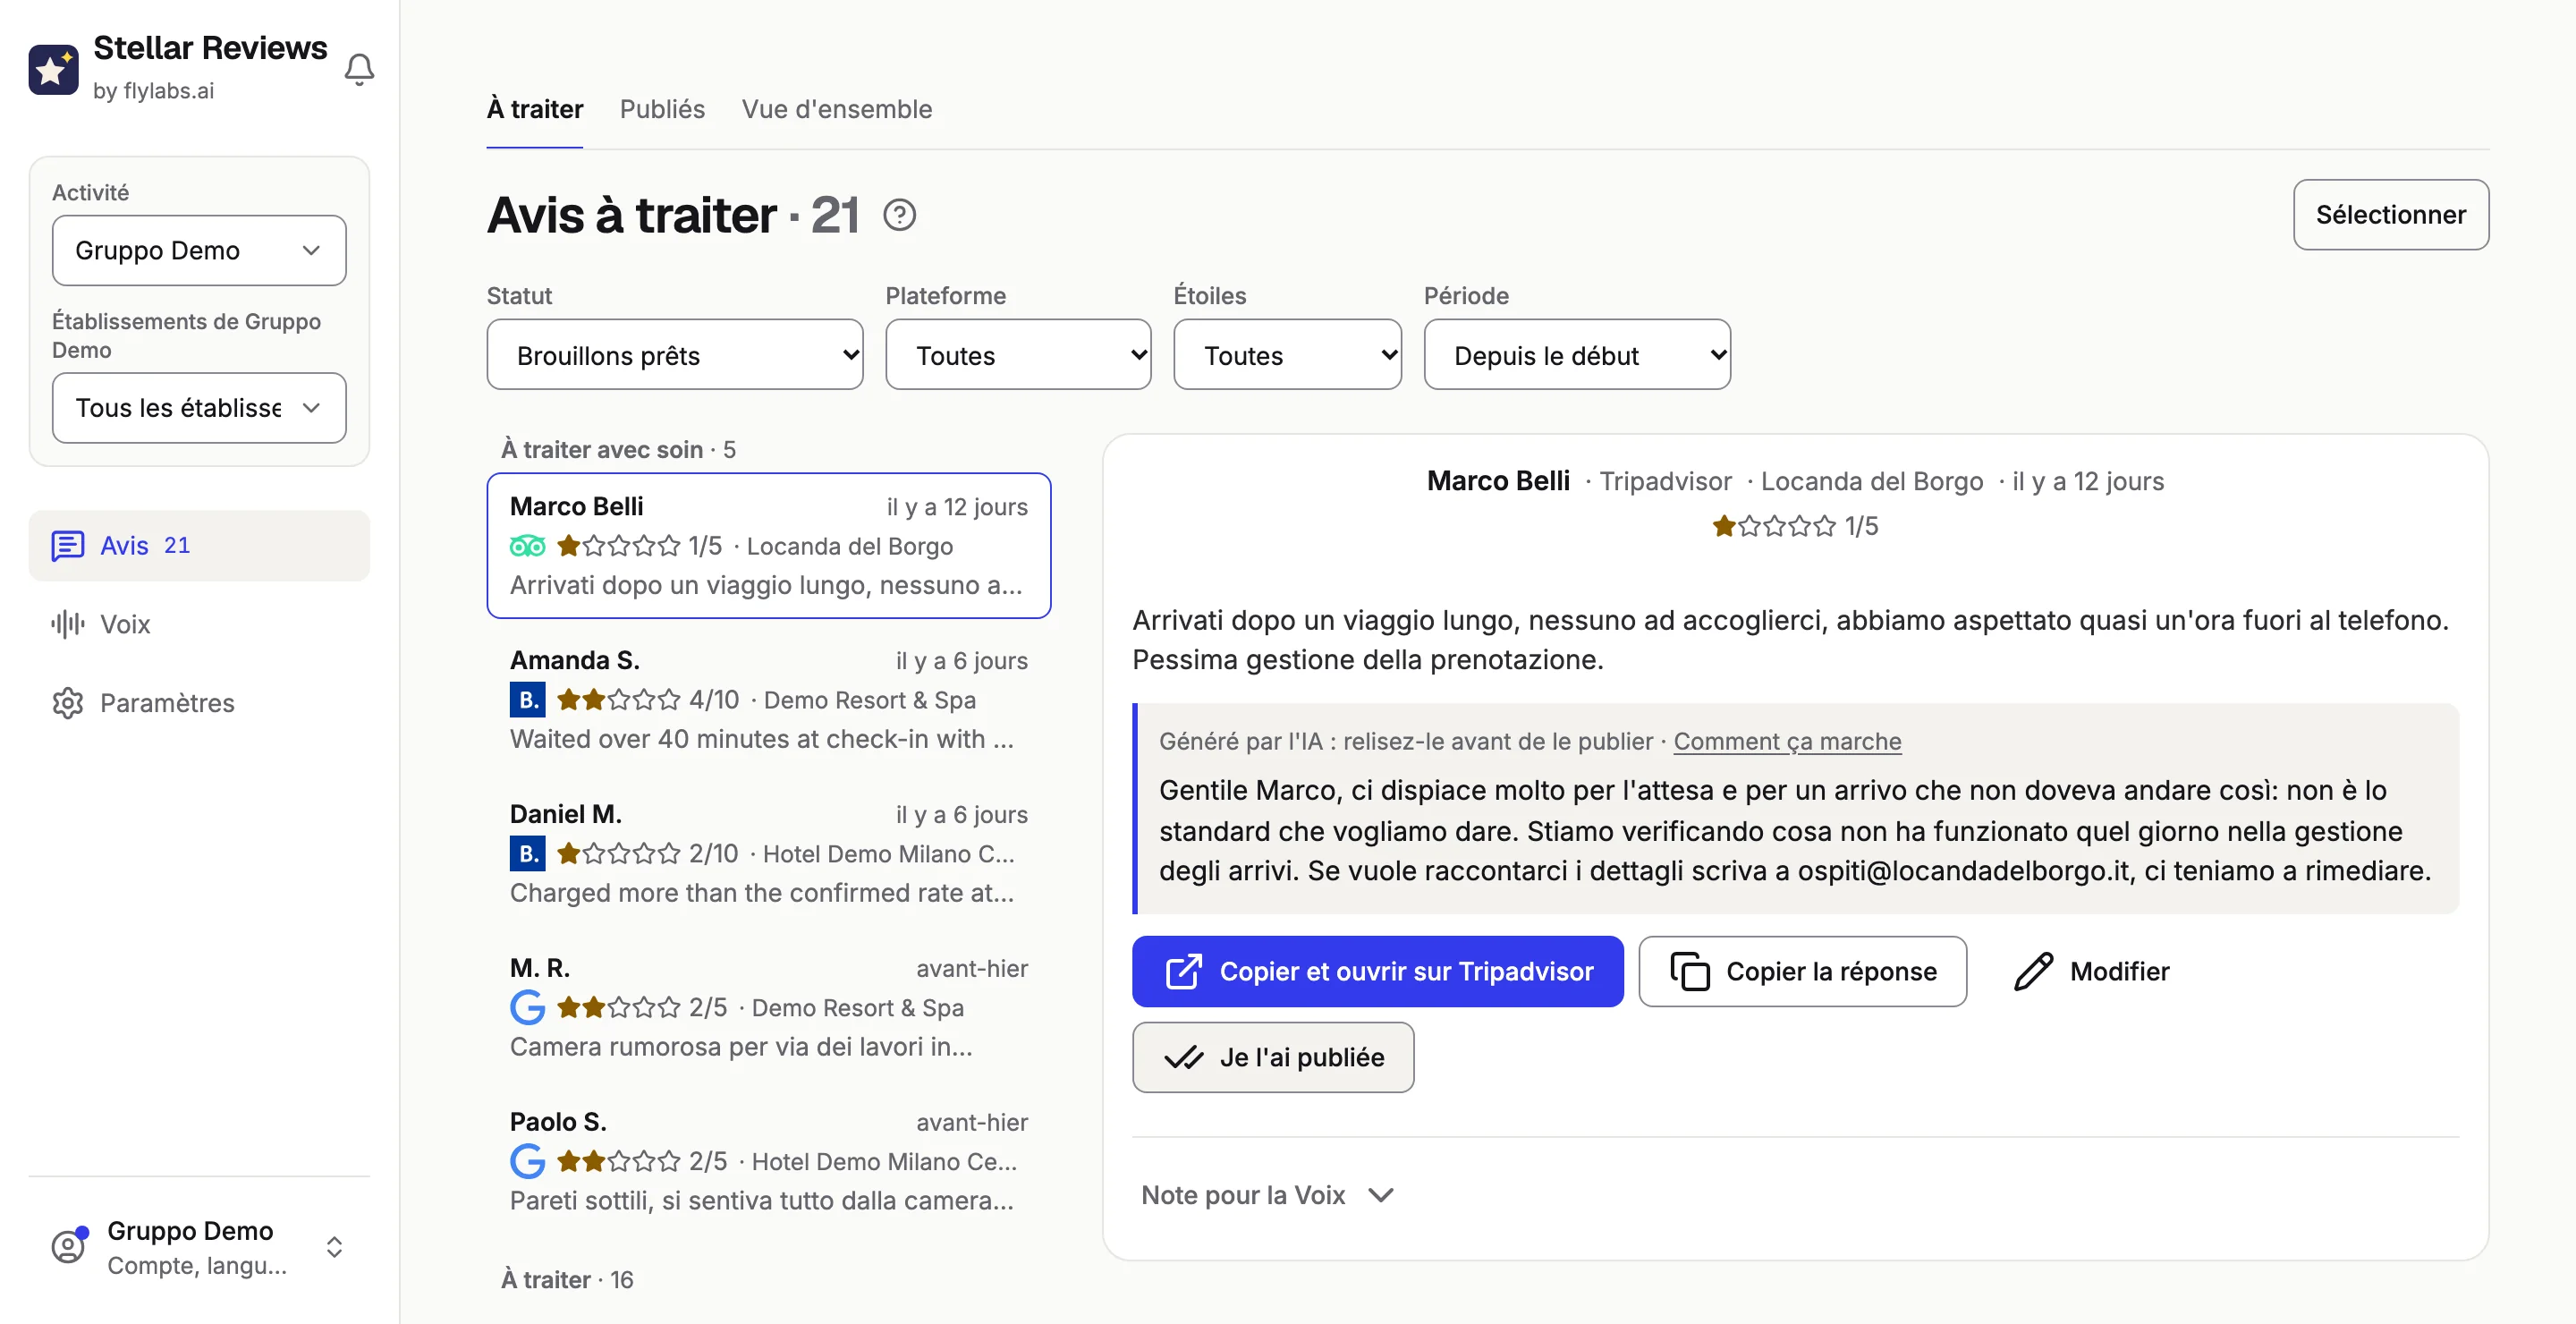 Stellar Reviews
by flylabs.ai
Activité
Gruppo Demo
Établissements de Gruppo
Demo
Tous les établisse
Avis 21
Voix
Paramètres
Gruppo Demo
Compte, langu...
À traiter
Publiés
Vue d'ensemble
Avis à traiter · 21
?
Sélectionner
Statut
Brouillons prêts
Plateforme
Toutes
Étoiles
Toutes
Période
Depuis le début
À traiter avec soin · 5
Marco Belli
il y a 12 jours
1/5 · Locanda del Borgo
Arrivati dopo un viaggio lungo, nessuno a...
Amanda S.
il y a 6 jours
B. 4/10 · Demo Resort & Spa
Waited over 40 minutes at check-in with ...
Daniel M.
il y a 6 jours
B. 2/10 · Hotel Demo Milano C...
Charged more than the confirmed rate at...
M. R.
avant-hier
G 2/5 · Demo Resort & Spa
Camera rumorosa per via dei lavori in...
Paolo S.
avant-hier
G 2/5 · Hotel Demo Milano Ce...
Pareti sottili, si sentiva tutto dalla camera...
À traiter · 16
Marco Belli · Tripadvisor · Locanda del Borgo · il y a 12 jours
1/5
Arrivati dopo un viaggio lungo, nessuno ad accoglierci, abbiamo aspettato quasi un'ora fuori al telefono.
Pessima gestione della prenotazione.
Généré par l'IA : relisez-le avant de le publier · Comment ça marche
Gentile Marco, ci dispiace molto per l'attesa e per un arrivo che non doveva andare così: non è lo
standard che vogliamo dare. Stiamo verificando cosa non ha funzionato quel giorno nella gestione
degli arrivi. Se vuole raccontarci i dettagli scriva a ospiti@locandadelborgo.it, ci teniamo a rimediare.
Copier et ouvrir sur Tripadvisor
Copier la réponse
Modifier
Je l'ai publiée
Note pour la Voix